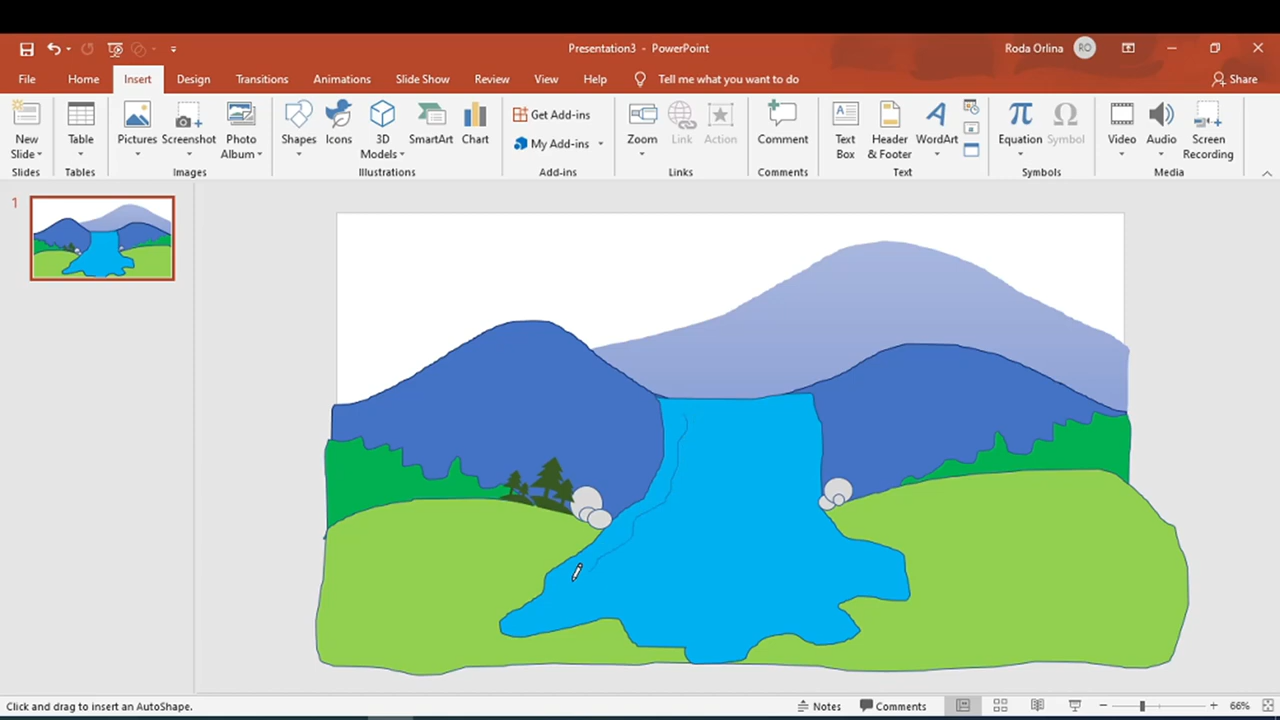 Presentation3 - PowerPoint
Roda Orlina RO
File Home Insert Design Transitions Animations Slide Show Review View Help Tell me what you want to do Share
New Slide
Table
Pictures
Screenshot
Photo Album
Shapes
Icons
3D Models
SmartArt
Chart
Get Add-ins
My Add-ins
Zoom
Link
Action
Comment
Text Box
Header & Footer
WordArt
Equation
Symbol
Video
Audio
Screen Recording
Slides Tables Images Illustrations Add-ins Links Comments Text Symbols Media
1
Click and drag to insert an AutoShape. Notes Comments 66%